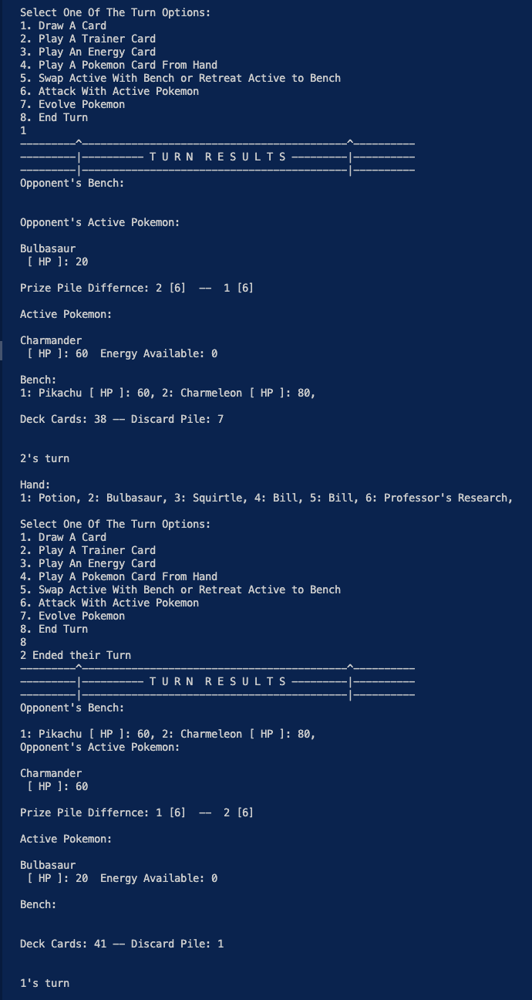 Select One Of The Turn Options:
1. Draw A Card
2. Play A Trainer Card
3. Play An Energy Card
4. Play A Pokemon Card From Hand
5. Swap Active With Bench or Retreat Active to Bench
6. Attack With Active Pokemon
7. Evolve Pokemon
8. End Turn
1
—————————^———————————————————————————————————————————^——————————
—————————|—————————— T U R N  R E S U L T S —————————|——————————
—————————|———————————————————————————————————————————|——————————
Opponent's Bench:
Opponent's Active Pokemon:
Bulbasaur
[ HP ]: 20
Prize Pile Differnce: 2 [6]  ——  1 [6]
Active Pokemon:
Charmander
[ HP ]: 60  Energy Available: 0
Bench:
1: Pikachu [ HP ]: 60, 2: Charmeleon [ HP ]: 80,
Deck Cards: 38 —— Discard Pile: 7
2's turn
Hand:
1: Potion, 2: Bulbasaur, 3: Squirtle, 4: Bill, 5: Bill, 6: Professor's Research,
Select One Of The Turn Options:
1. Draw A Card
2. Play A Trainer Card
3. Play An Energy Card
4. Play A Pokemon Card From Hand
5. Swap Active With Bench or Retreat Active to Bench
6. Attack With Active Pokemon
7. Evolve Pokemon
8. End Turn
8
2 Ended their Turn
—————————^———————————————————————————————————————————^——————————
—————————|—————————— T U R N  R E S U L T S —————————|——————————
—————————|———————————————————————————————————————————|——————————
Opponent's Bench:
1: Pikachu [ HP ]: 60, 2: Charmeleon [ HP ]: 80,
Opponent's Active Pokemon:
Charmander
[ HP ]: 60
Prize Pile Differnce: 1 [6]  ——  2 [6]
Active Pokemon:
Bulbasaur
[ HP ]: 20  Energy Available: 0
Bench:
Deck Cards: 41 —— Discard Pile: 1
1's turn